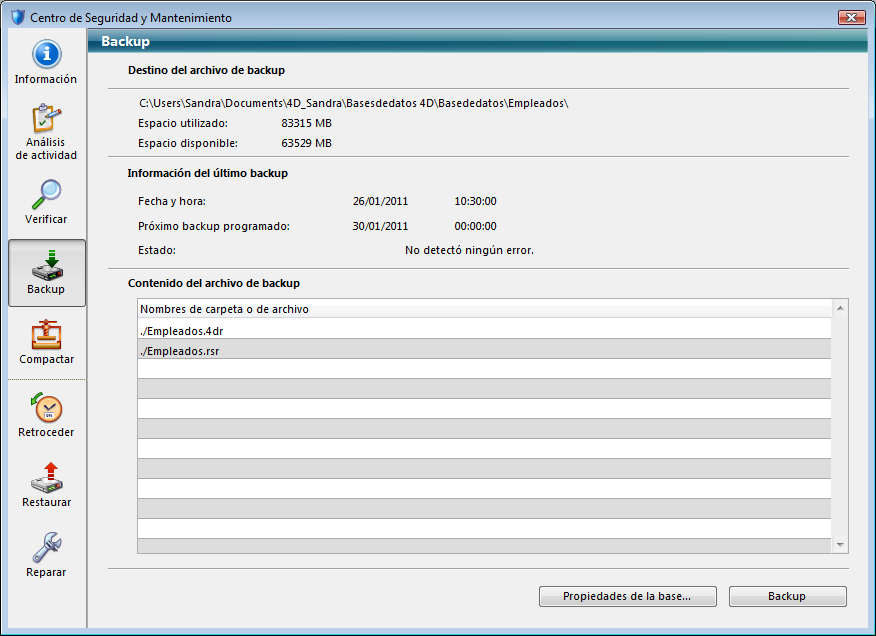 Centro de Seguridad y Mantenimiento
Información
Análisis
de actividad
Verificar
Backup
Compactar
Retroceder
Restaurar
Reparar
Backup
Destino del archivo de backup
C:\Users\Sandra\Documents\4D_Sandra\Basesdedatos 4D\Basededatos\Empleados\
Espacio utilizado: 83315 MB
Espacio disponible: 63529 MB
Información del último backup
Fecha y hora: 26/01/2011 10:30:00
Próximo backup programado: 30/01/2011 00:00:00
Estado: No detectó ningún error.
Contenido del archivo de backup
Nombres de carpeta o de archivo
./Empleados.4dr
./Empleados.rsr
Propiedades de la base... Backup